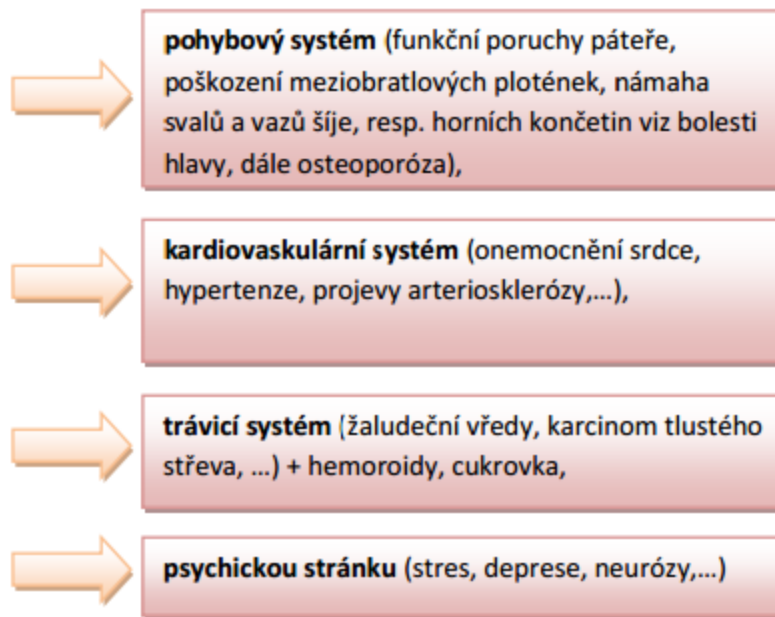 pohybový systém (funkční poruchy páteře,
poškození meziobratlových plotének, námaha
svalů a vazů šíje, resp. horních končetin viz bolesti
hlavy, dále osteoporóza),
kardiovaskulární systém (onemocnění srdce,
hypertenze, projevy arteriosklerózy,...),
trávicí systém (žaludeční vředy, karcinom tlustého
střeva, ...) + hemoroidy, cukrovka,
psychickou stránku (stres, deprese, neurózy,...)